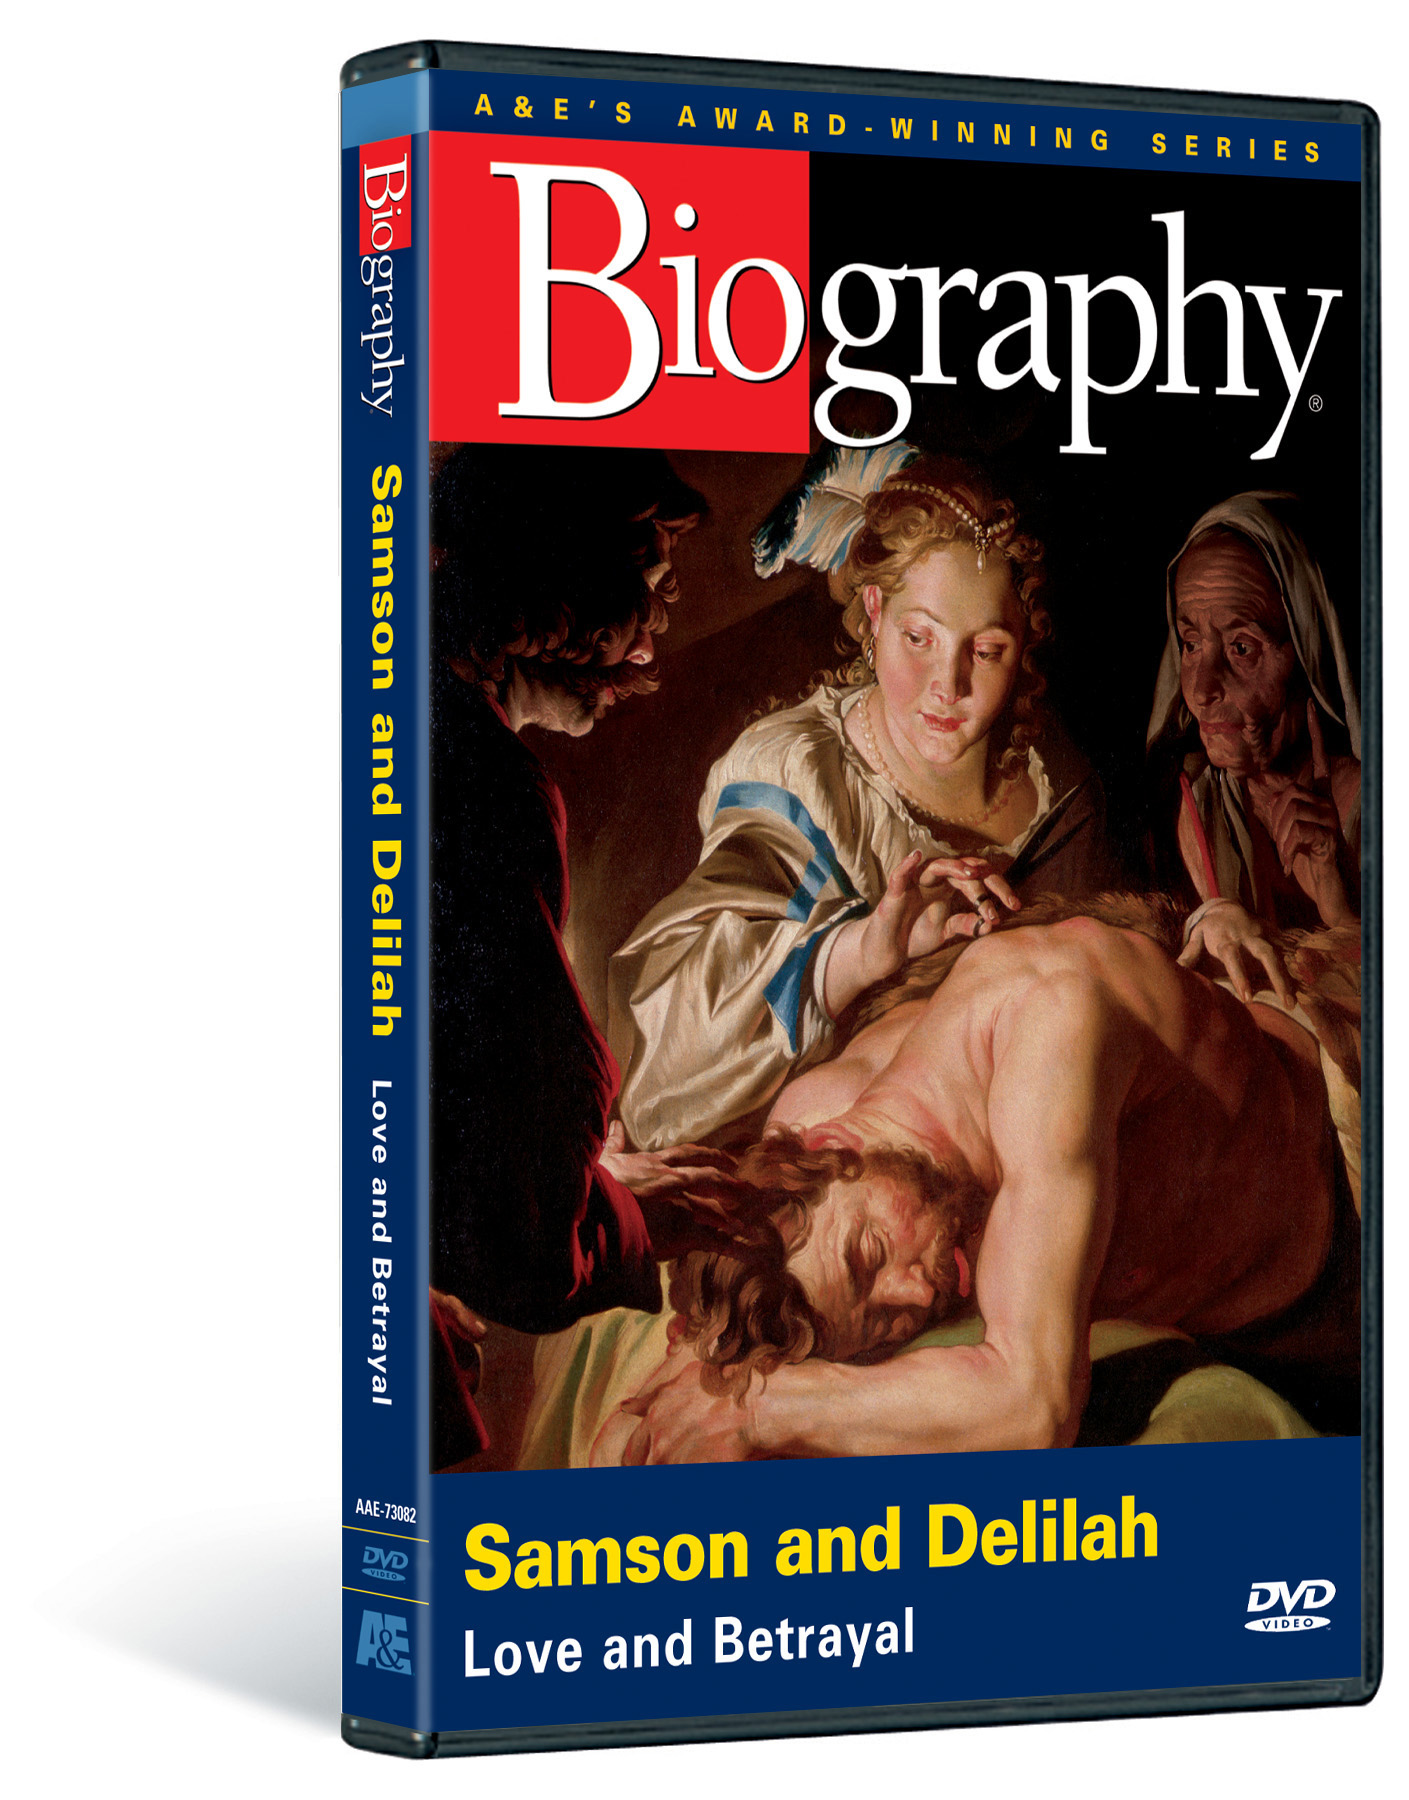 A&E'S AWARD-WINNING SERIES
Biography®
Samson and Delilah
Love and Betrayal
DVD
VIDEO™
Biography®
Samson and Delilah Love and Betrayal
AAE-73082
DVD
VIDEO
A&E